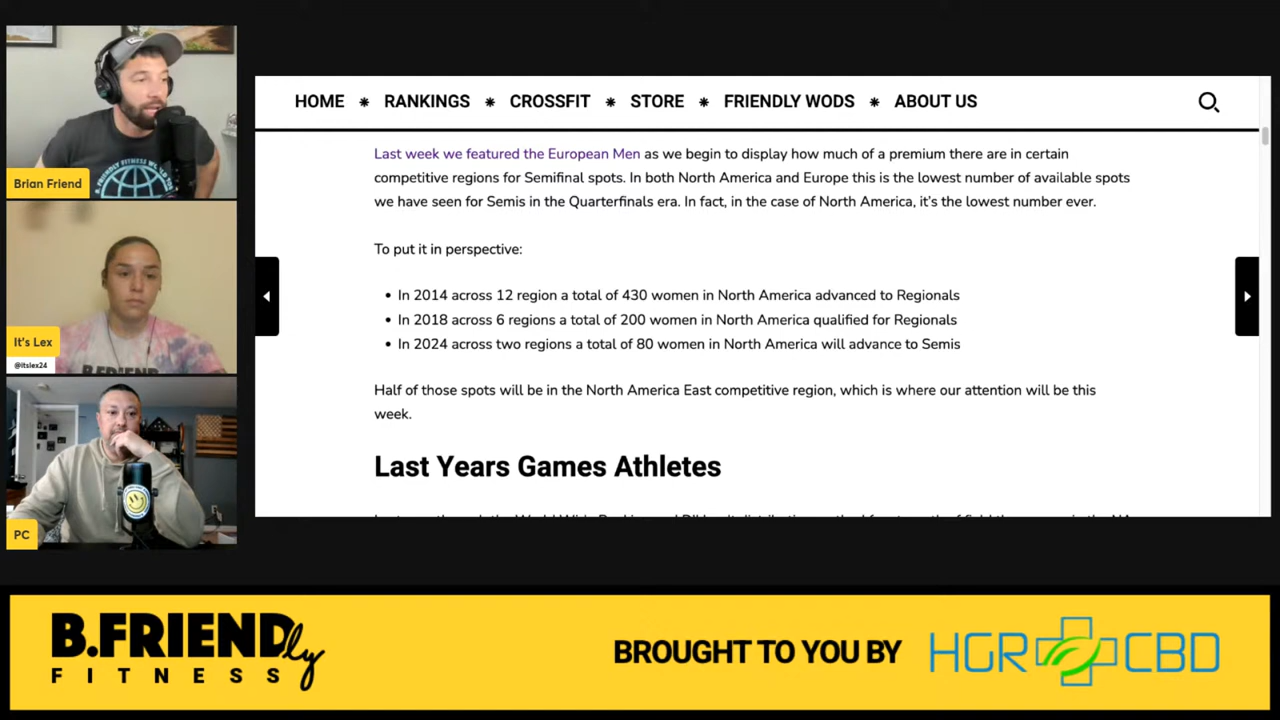 HOME * RANKINGS * CROSSFIT * STORE * FRIENDLY WODS * ABOUT US
Last week we featured the European Men as we begin to display how much of a premium there are in certain
competitive regions for Semifinal spots. In both North America and Europe this is the lowest number of available spots
we have seen for Semis in the Quarterfinals era. In fact, in the case of North America, it's the lowest number ever.
To put it in perspective:
• In 2014 across 12 region a total of 430 women in North America advanced to Regionals
• In 2018 across 6 regions a total of 200 women in North America qualified for Regionals
• In 2024 across two regions a total of 80 women in North America will advance to Semis
Half of those spots will be in the North America East competitive region, which is where our attention will be this
week.
Last Years Games Athletes
Brian Friend
It's Lex
@itslex24
PC
B.FRIENDly
FITNESS
BROUGHT TO YOU BY
HGR CBD